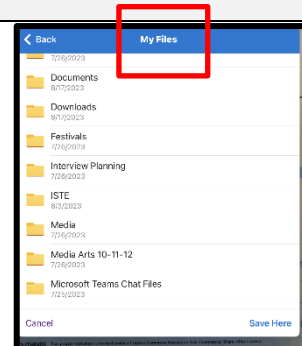 Back
My Files
7/26/2023
Documents
8/17/2023
Downloads
8/17/2023
Festivals
7/26/2023
Interview Planning
7/26/2023
ISTE
8/3/2023
Media
7/26/2023
Media Arts 10-11-12
7/26/2023
Microsoft Teams Chat Files
7/25/2023
Cancel
Save Here